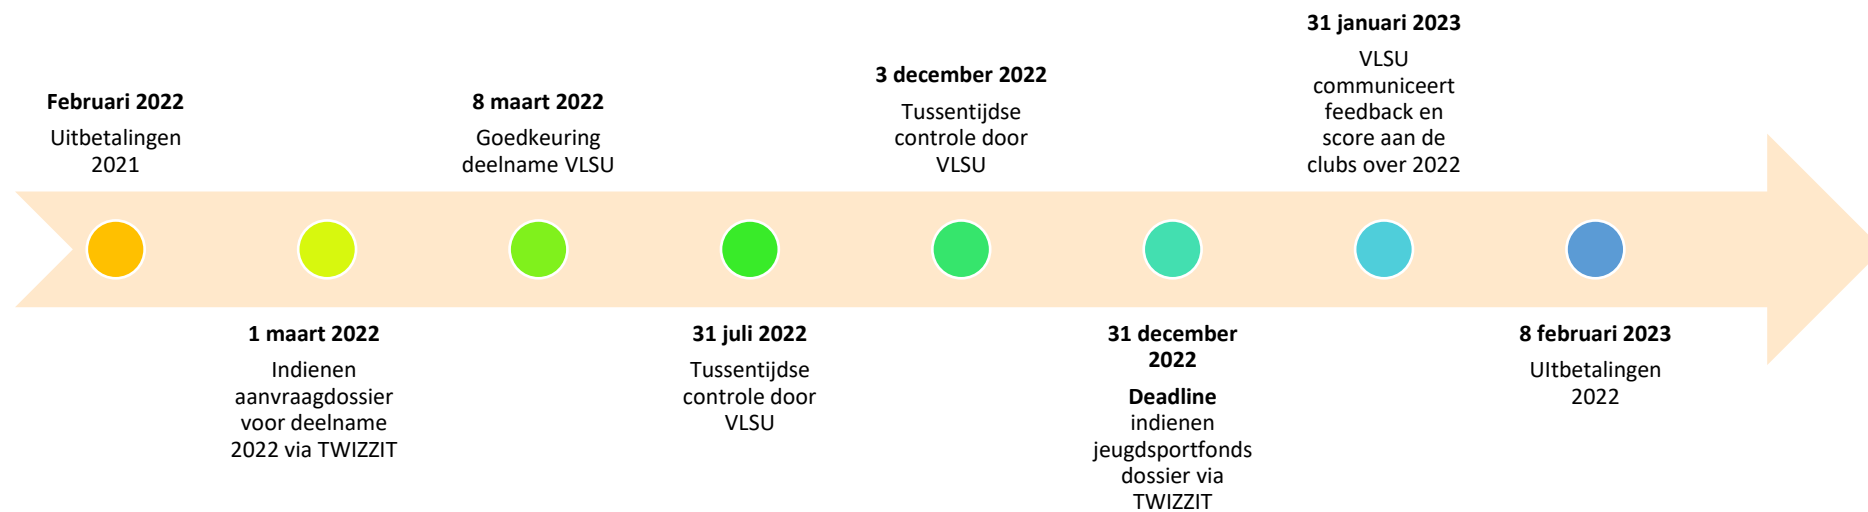 Februari 2022
Uitbetalingen
2021
1 maart 2022
Indienen
aanvraagdossier
voor deelname
2022 via TWIZZIT
8 maart 2022
Goedkeuring
deelname VLSU
31 juli 2022
Tussentijdse
controle door
VLSU
3 december 2022
Tussentijdse
controle door
VLSU
31 december
2022
Deadline
indienen
jeugdsportfonds
dossier via
TWIZZIT
31 januari 2023
VLSU
communiceert
feedback en
score aan de
clubs over 2022
8 februari 2023
UItbetalingen
2022